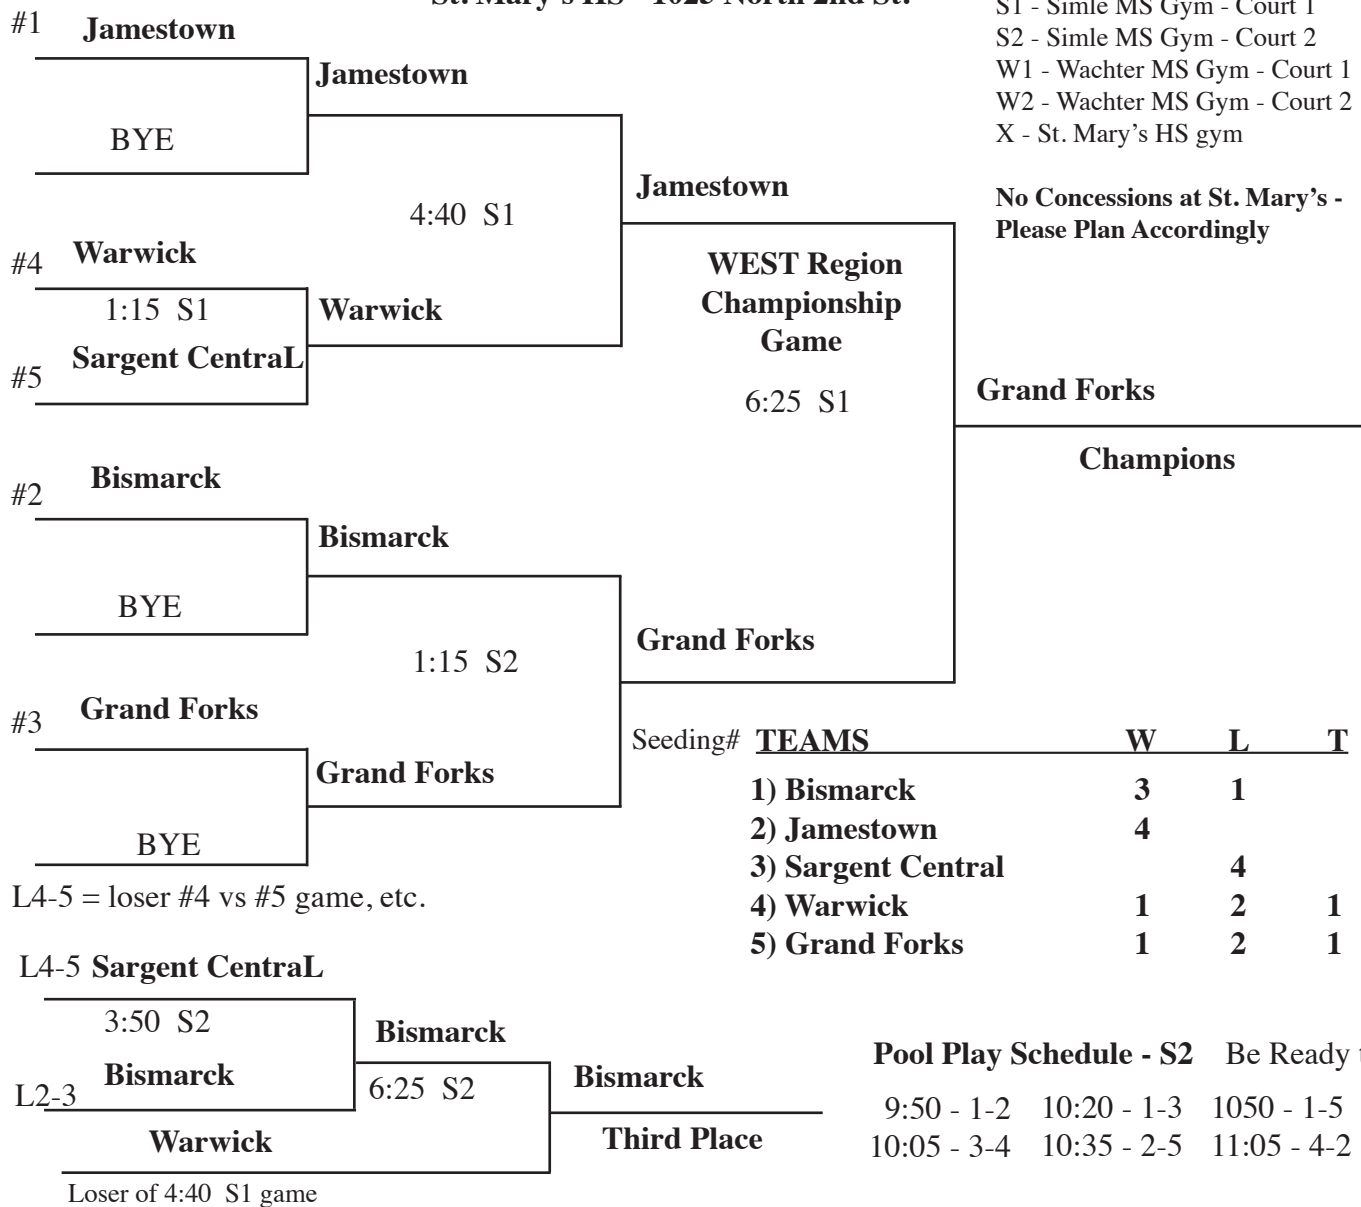 St. Mary's HS - 1025 North 2nd St.
S1 - Simle MS Gym - Court 1
S2 - Simle MS Gym - Court 2
W1 - Wachter MS Gym - Court 1
W2 - Wachter MS Gym - Court 2
X - St. Mary’s HS gym
No Concessions at St. Mary’s -
Please Plan Accordingly
#1 Jamestown
Jamestown
BYE
4:40 S1
Jamestown
#4 Warwick
1:15 S1
Warwick
#5 Sargent CentraL
WEST Region
Championship
Game
6:25 S1
Grand Forks
Champions
#2 Bismarck
Bismarck
BYE
1:15 S2
Grand Forks
#3 Grand Forks
Grand Forks
BYE
L4-5 = loser #4 vs #5 game, etc.
Seeding# TEAMS W L T
1) Bismarck 3 1
2) Jamestown 4
3) Sargent Central 4
4) Warwick 1 2 1
5) Grand Forks 1 2 1
L4-5 Sargent CentraL
3:50 S2
Bismarck
L2-3 Bismarck
6:25 S2
Bismarck
Third Place
Warwick
Loser of 4:40 S1 game
Pool Play Schedule - S2 Be Ready
9:50 - 1-2 10:20 - 1-3 1050 - 1-5
10:05 - 3-4 10:35 - 2-5 11:05 - 4-2